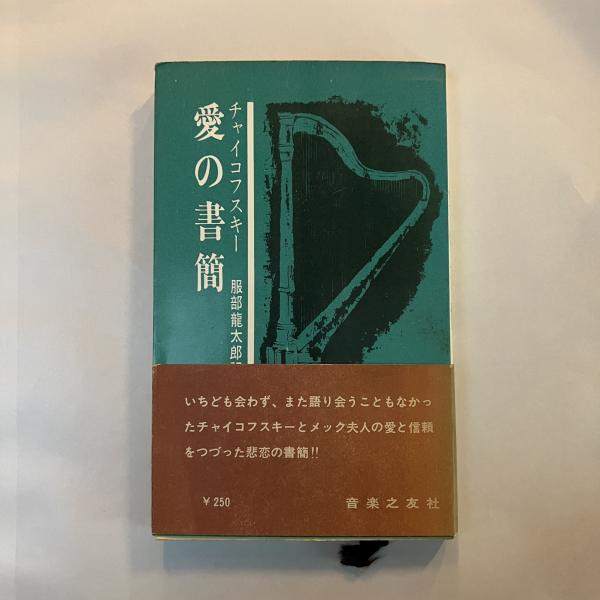 チャイコフスキー
愛の書簡
服部龍太郎
いちども会わず、また語り会うこともなかっ
たチャイコフスキーとメック夫人の愛と信頼
をつづった悲恋の書簡!!
¥250
音楽之友社